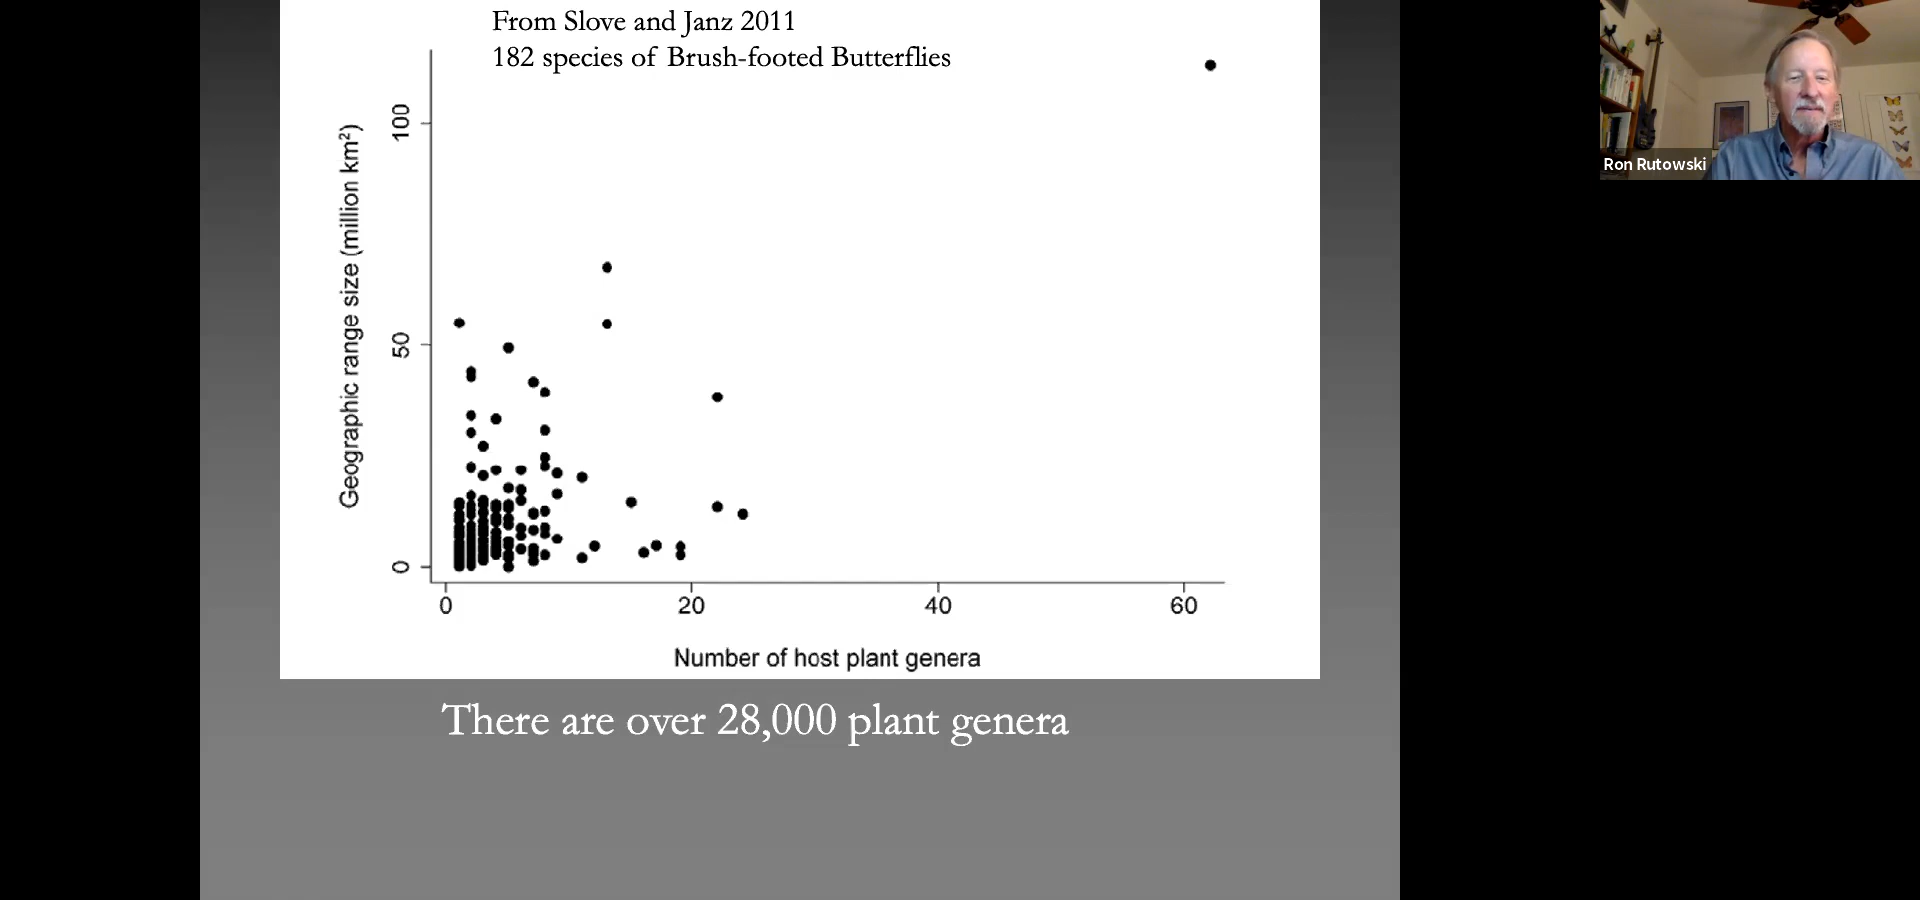 From Slove and Janz 2011
182 species of Brush-footed Butterflies
Geographic range size (million km²)
100
50
0
0 20 40 60
Number of host plant genera
There are over 28,000 plant genera
Ron Rutowski